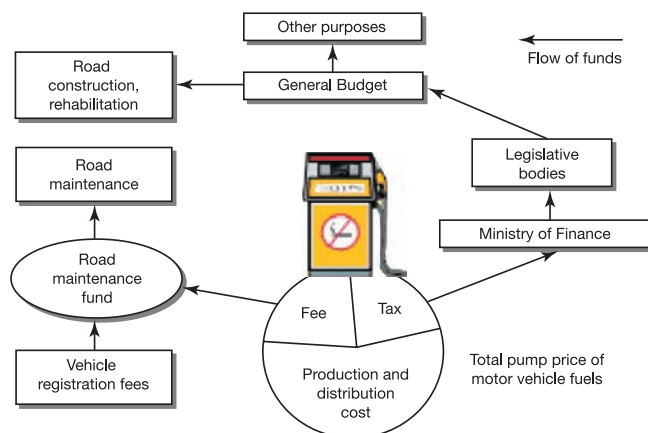 Other purposes
Flow of funds
Road
construction,
rehabilitation
General Budget
Legislative
bodies
Road
maintenance
Ministry of Finance
Road
maintenance
fund
Fee
Tax
Vehicle
registration fees
Production and
distribution
cost
Total pump price of
motor vehicle fuels